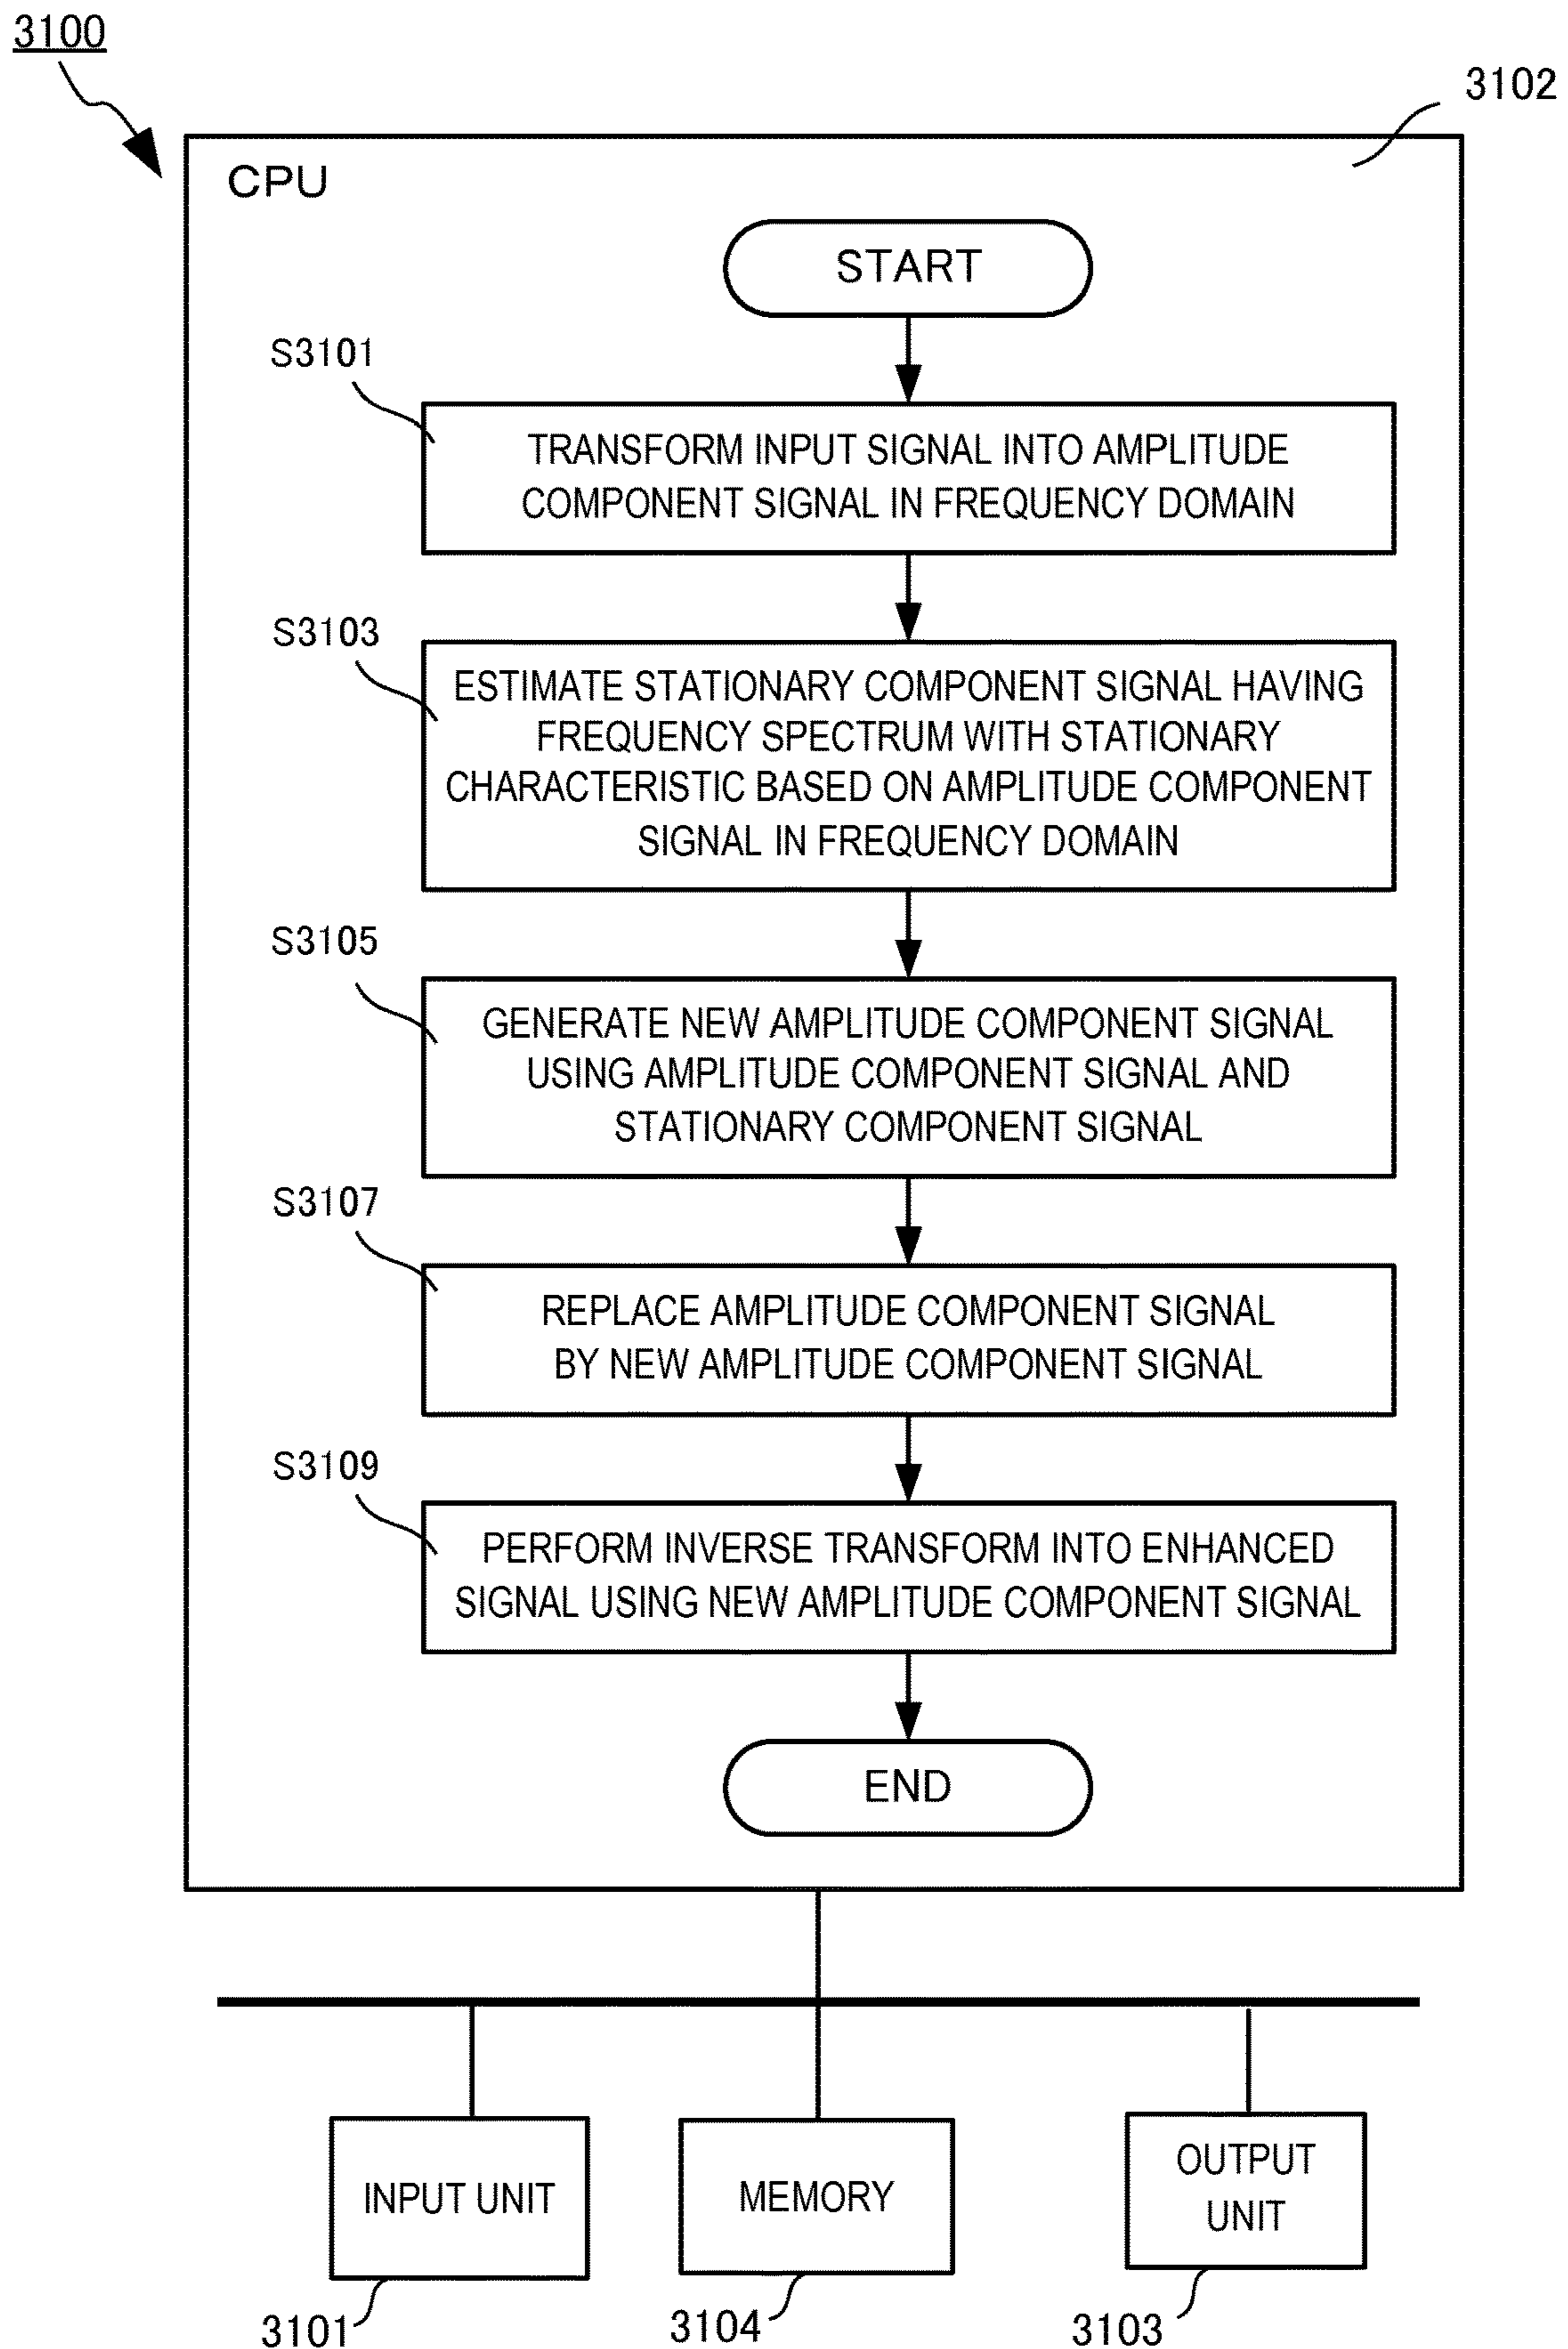 3100
3102
CPU
START
S3101
TRANSFORM INPUT SIGNAL INTO AMPLITUDE
COMPONENT SIGNAL IN FREQUENCY DOMAIN
S3103
ESTIMATE STATIONARY COMPONENT SIGNAL HAVING
FREQUENCY SPECTRUM WITH STATIONARY
CHARACTERISTIC BASED ON AMPLITUDE COMPONENT
SIGNAL IN FREQUENCY DOMAIN
S3105
GENERATE NEW AMPLITUDE COMPONENT SIGNAL
USING AMPLITUDE COMPONENT SIGNAL AND
STATIONARY COMPONENT SIGNAL
S3107
REPLACE AMPLITUDE COMPONENT SIGNAL
BY NEW AMPLITUDE COMPONENT SIGNAL
S3109
PERFORM INVERSE TRANSFORM INTO ENHANCED
SIGNAL USING NEW AMPLITUDE COMPONENT SIGNAL
END
INPUT UNIT
MEMORY
OUTPUT
UNIT
3101
3104
3103